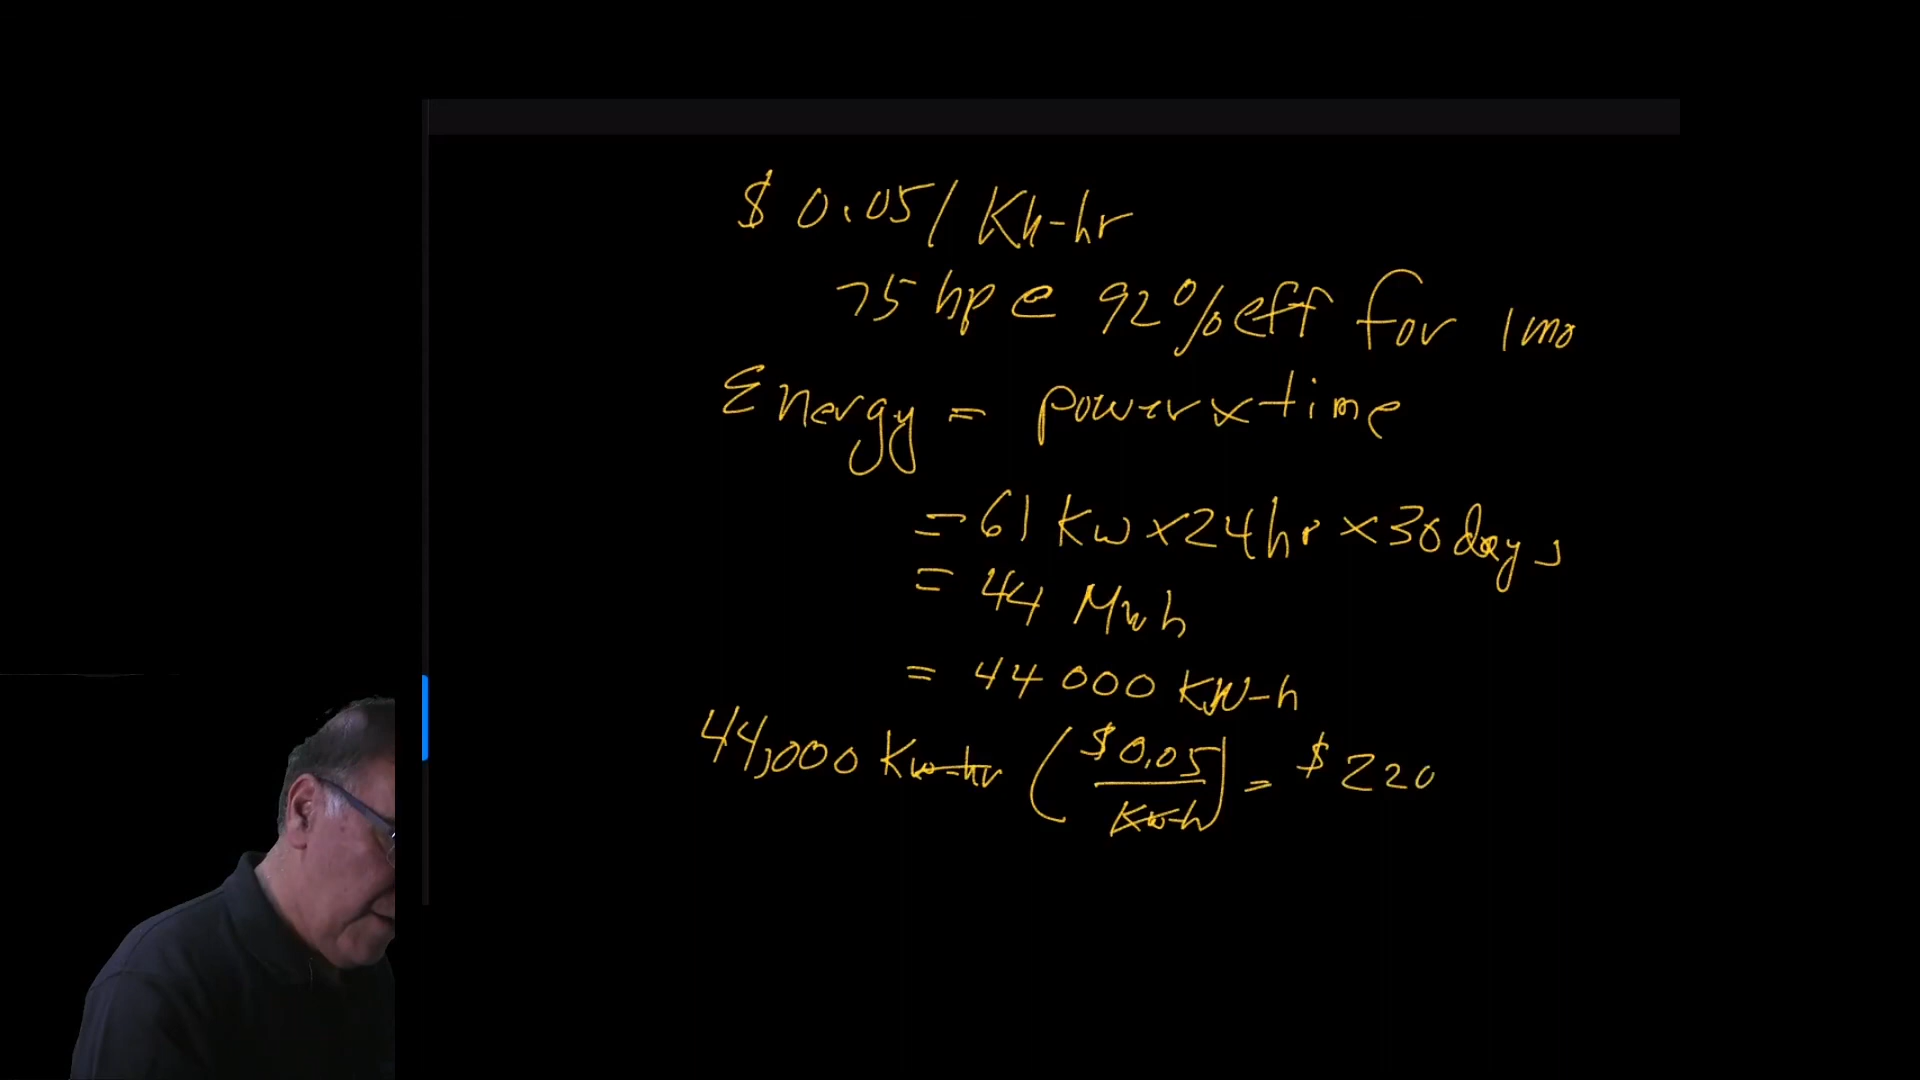 $ 0.05/ Kh-hr
75 hp @ 92% eff for 1 mo
Energy = power x time
= 61 Kw x 24 hr x 30 days
= 44 Mwh
= 44 000 KW-h
44,000 Kw-hr ( $ 0.05 / Kw-h ) = $ 220